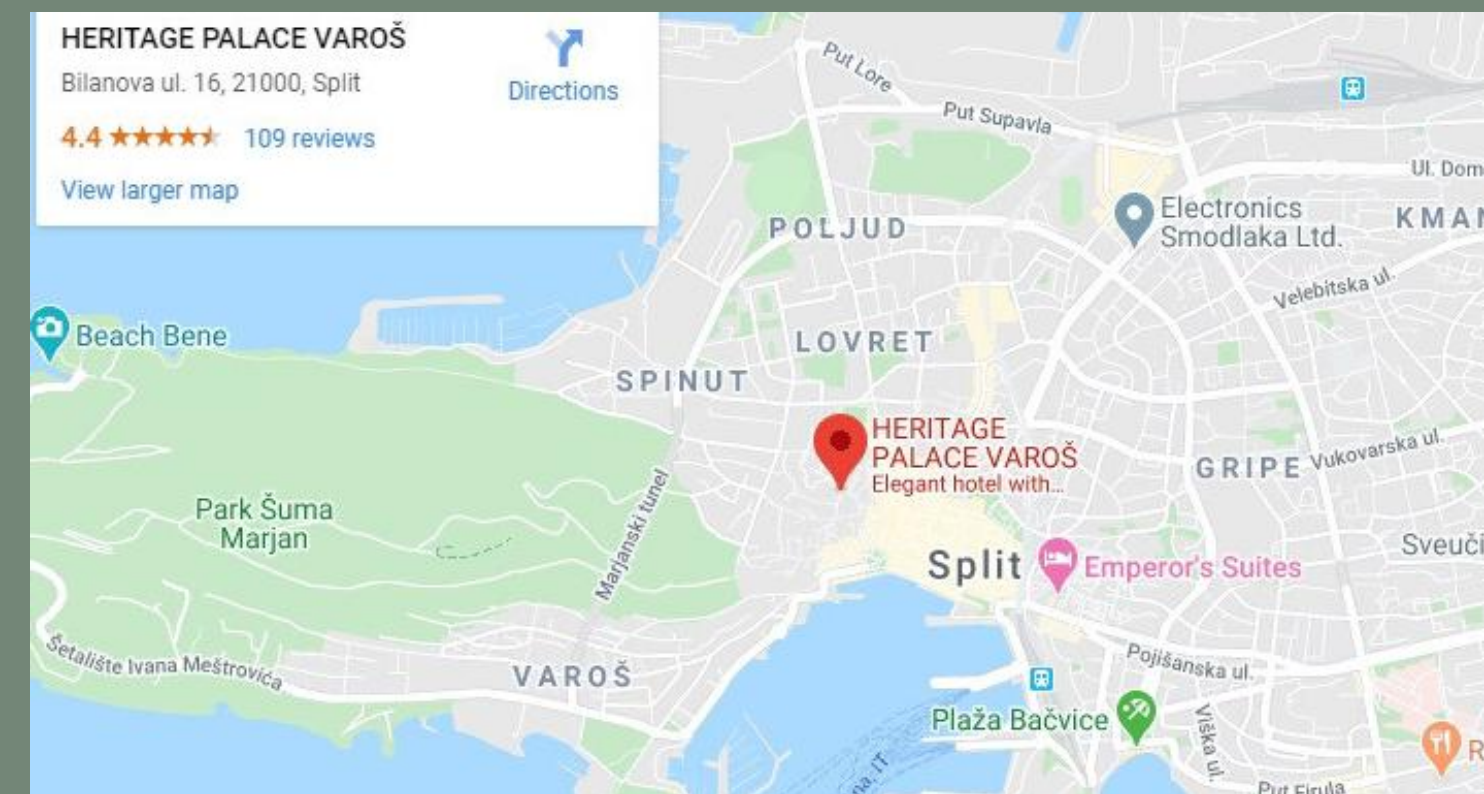 HERITAGE PALACE VAROŠ
Bilanova ul. 16, 21000, Split
4.4
109 reviews
View larger map
Directions
Put Lore
Put Supavla
Ul. Dom
Electronics
Smodlaka Ltd.
KMAN
POLJUD
Velebitska ul.
Beach Bene
LOVRET
SPINUT
HERITAGE
PALACE VAROŠ
Elegant hotel with...
GRIPE
Vukovarska ul.
Park Šuma
Marjan
Marjanski tunel
Sveuči
Split
Emperor's Suites
Šetalište Ivana Meštrovića
VAROŠ
Pojišanska ul.
Plaža Bačvice
Viška ul.
R
na, IT
Put Firula